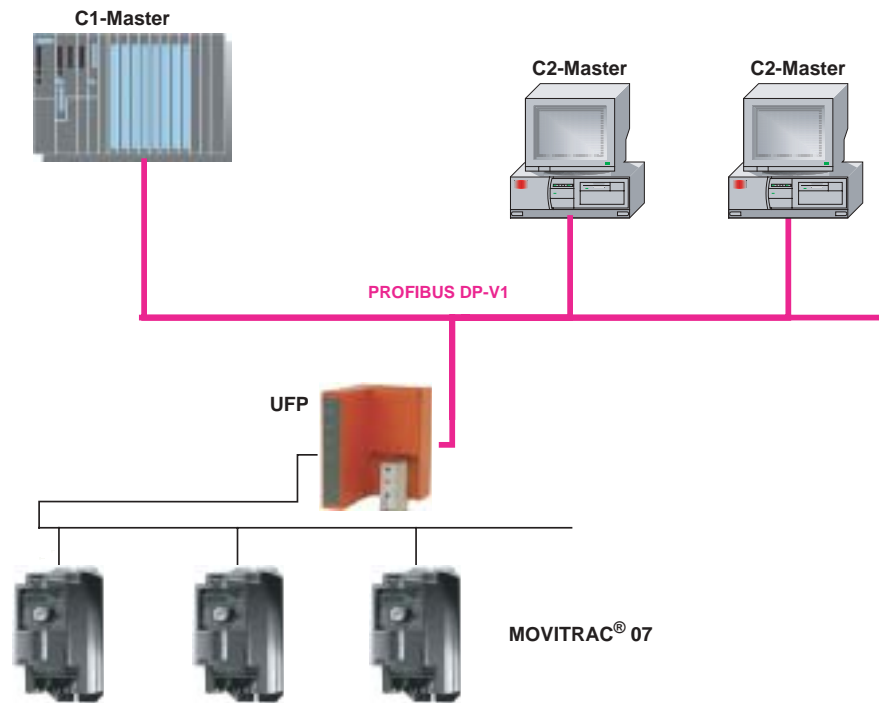 C1-Master
C2-Master
C2-Master
PROFIBUS DP-V1
UFP
MOVITRAC® 07